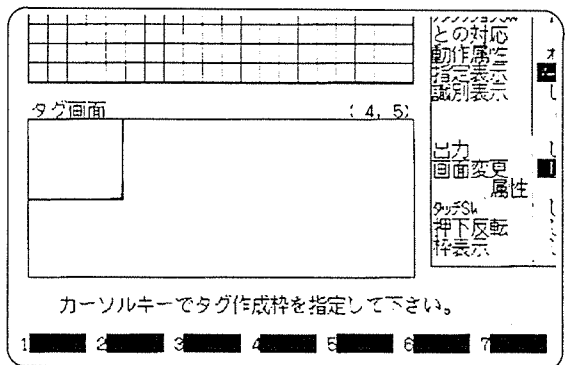 との対応
動作属性
指定表示
識別表示
タグ画面 (4, 5)
出力
画面変更
属性
タッチSW
押下反転
枠表示
カーソルキーでタグ作成枠を指定して下さい。
1 2 3 4 5 6 7